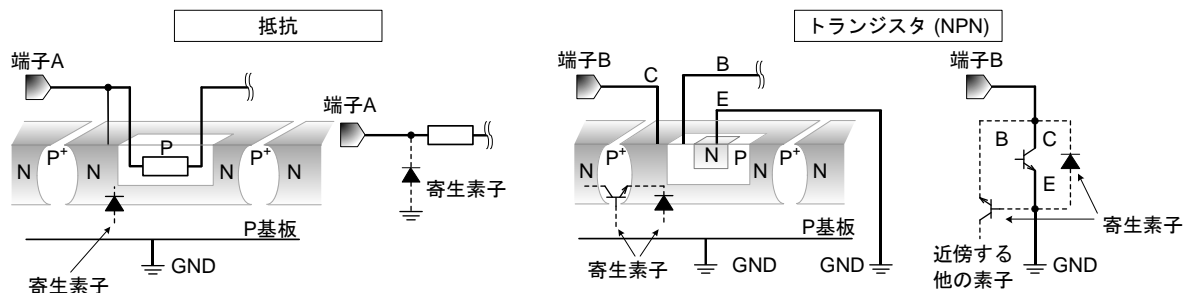 抵抗
端子A
N
P+
N
P
N
P+
N
P基板
GND
寄生素子
端子A
寄生素子
トランジスタ (NPN)
端子B
C
B
E
N
P+
N
N
P
N
P+
N
P基板
寄生素子
GND
GND
端子B
B
C
E
寄生素子
近傍する
他の素子
GND